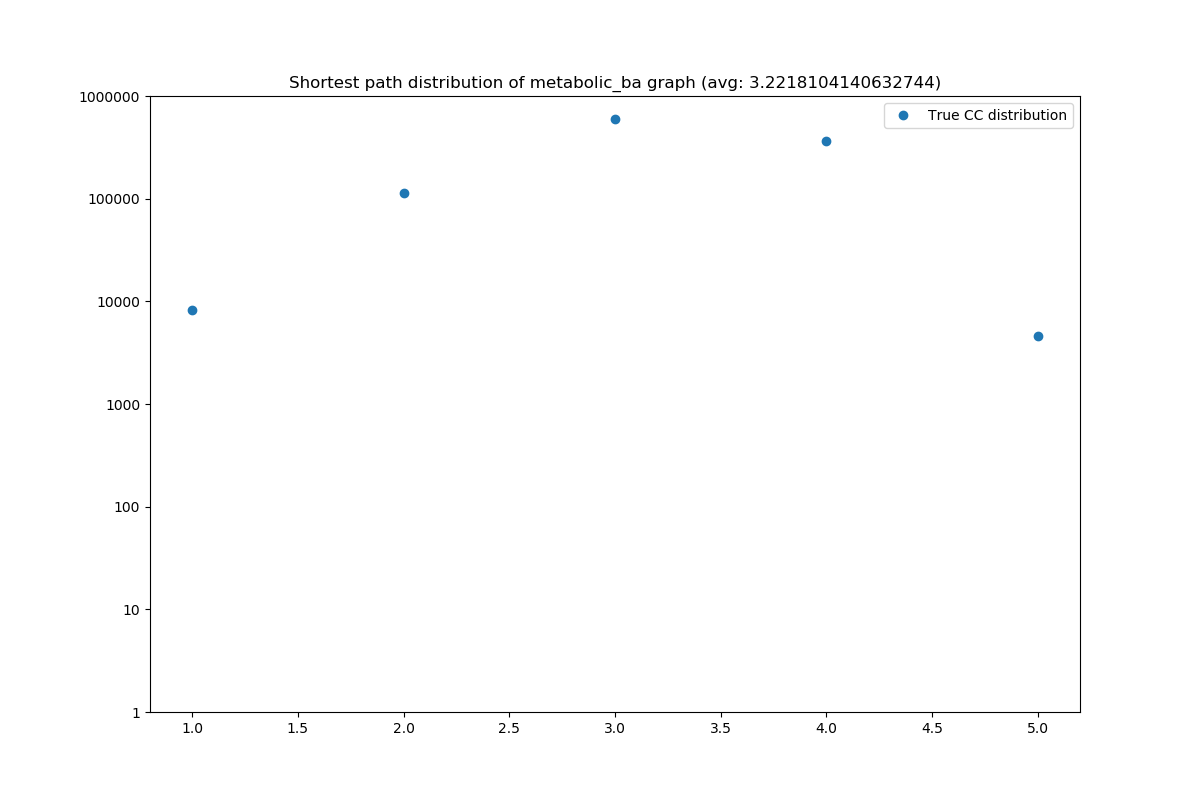 Shortest path distribution of metabolic_ba graph (avg: 3.2218104140632744)
1000000
True CC distribution
100000
10000
1000
100
10
1
1.0 1.5 2.0 2.5 3.0 3.5 4.0 4.5 5.0